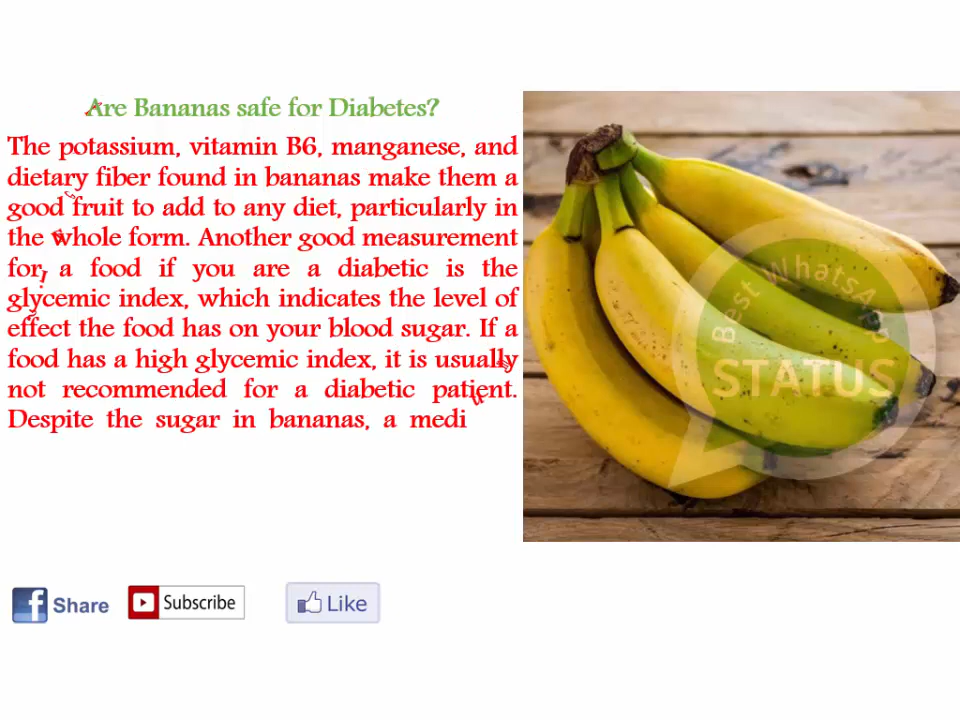 Are Bananas safe for Diabetes?
The potassium, vitamin B6, manganese, and
dietary fiber found in bananas make them a
good fruit to add to any diet, particularly in
the whole form. Another good measurement
for a food if you are a diabetic is the
glycemic index, which indicates the level of
effect the food has on your blood sugar. If a
food has a high glycemic index, it is usually
not recommended for a diabetic patient.
Despite the sugar in bananas, a medi
Best WhatsApp
STATUS
Share
Subscribe
Like